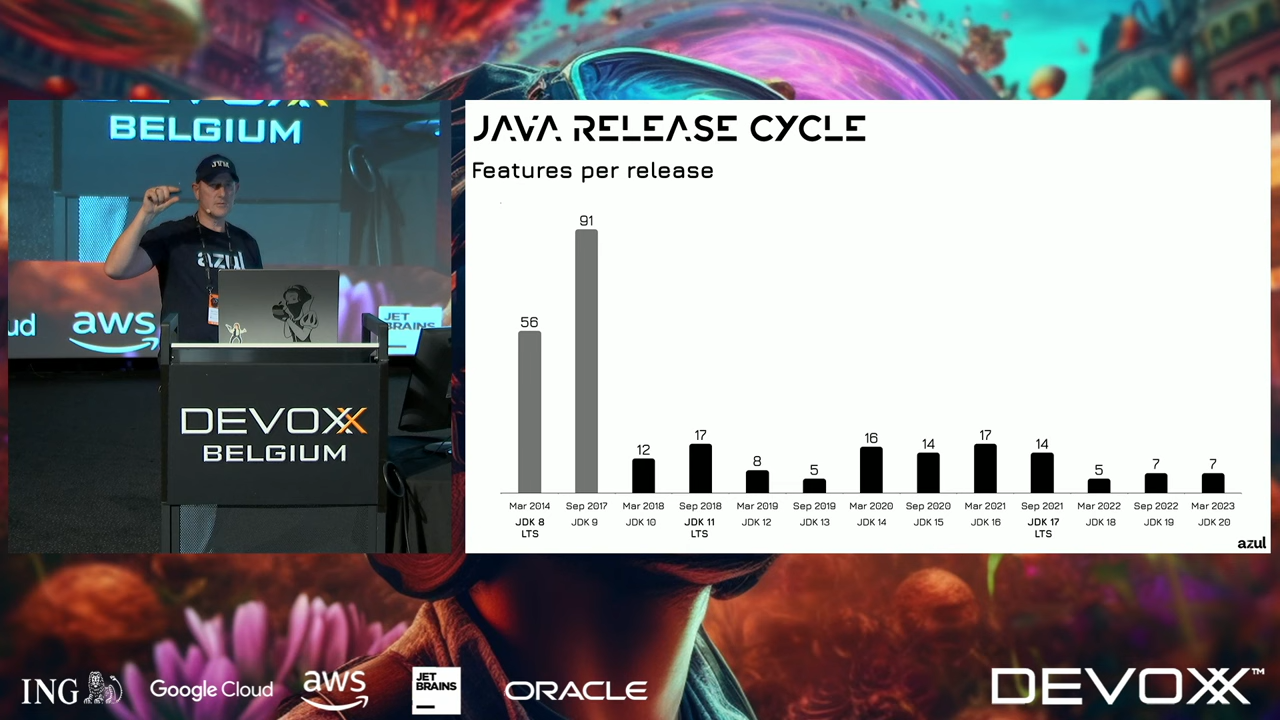 BELGIUM
JVM
azul
ud
aws
JET
BRAINS
DEVOXX
BELGIUM
JAVA RELEASE CYCLE
Features per release
56
91
12
17
8
5
16
14
17
14
5
7
7
Mar 2014
Sep 2017
Mar 2018
Sep 2018
Mar 2019
Sep 2019
Mar 2020
Sep 2020
Mar 2021
Sep 2021
Mar 2022
Sep 2022
Mar 2023
JDK 8
JDK 9
JDK 10
JDK 11
JDK 12
JDK 13
JDK 14
JDK 15
JDK 16
JDK 17
JDK 18
JDK 19
JDK 20
LTS
LTS
LTS
azul
ING
Google Cloud
aws
JET
BRAINS
ORACLE
DEVOXX™